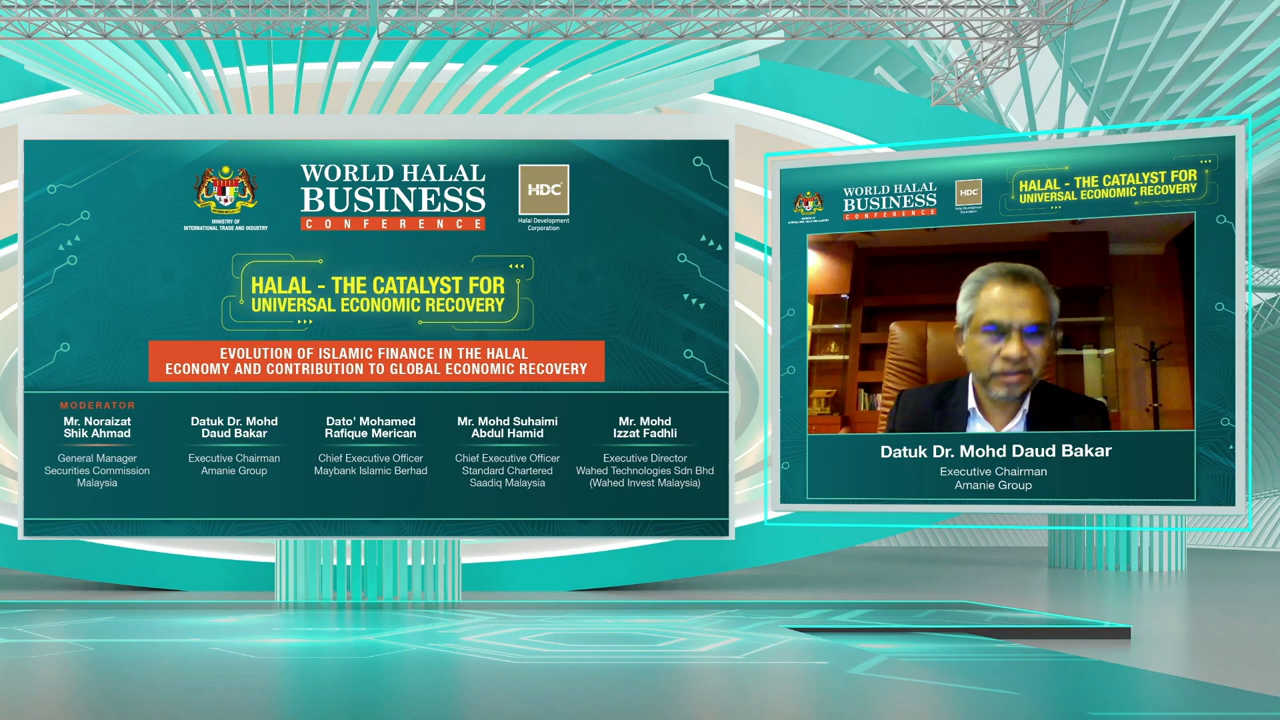 MINISTRY OF
INTERNATIONAL TRADE AND INDUSTRY
WORLD HALAL
BUSINESS
CONFERENCE
HDC
Halal Development
Corporation
HALAL - THE CATALYST FOR
UNIVERSAL ECONOMIC RECOVERY
EVOLUTION OF ISLAMIC FINANCE IN THE HALAL
ECONOMY AND CONTRIBUTION TO GLOBAL ECONOMIC RECOVERY
MODERATOR
Mr. Noraizat
Shik Ahmad
General Manager
Securities Commission
Malaysia
Datuk Dr. Mohd
Daud Bakar
Executive Chairman
Amanie Group
Dato' Mohamed
Rafique Merican
Chief Executive Officer
Maybank Islamic Berhad
Mr. Mohd Suhaimi
Abdul Hamid
Chief Executive Officer
Standard Chartered
Saadiq Malaysia
Mr. Mohd
Izzat Fadhli
Executive Director
Wahed Technologies Sdn Bhd
(Wahed Invest Malaysia)
WORLD HALAL
BUSINESS
CONFERENCE
HDC
Halal Development
Corporation
HALAL - THE CATALYST FOR
UNIVERSAL ECONOMIC RECOVERY
Datuk Dr. Mohd Daud Bakar
Executive Chairman
Amanie Group